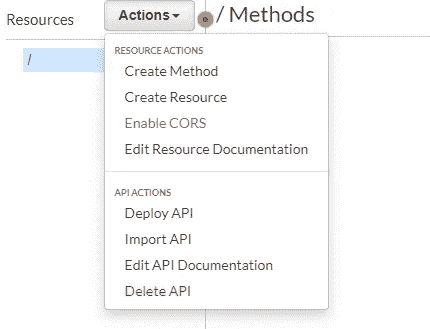 Resources
Actions
/ Methods
/
RESOURCE ACTIONS
Create Method
Create Resource
Enable CORS
Edit Resource Documentation
API ACTIONS
Deploy API
Import API
Edit API Documentation
Delete API